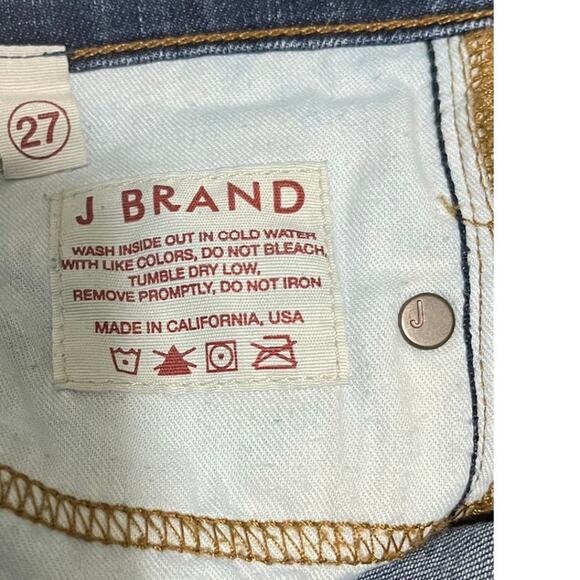 27
J BRAND
WASH INSIDE OUT IN COLD WATER
WITH LIKE COLORS, DO NOT BLEACH,
TUMBLE DRY LOW,
REMOVE PROMPTLY, DO NOT IRON
MADE IN CALIFORNIA, USA
J